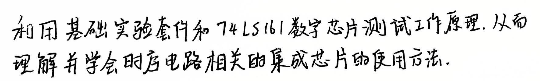 利用基础实验套件和74LS161数字芯片测试工作原理.从而
理解并学会时序电路相关的集成芯片的使用方法.